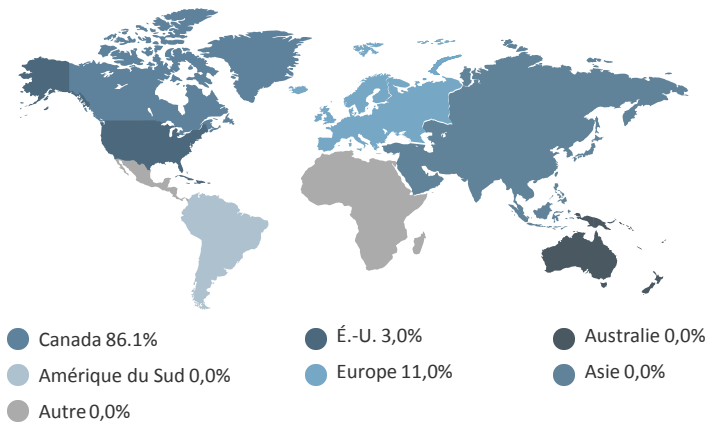 Canada 86.1%
É.-U. 3,0%
Australie 0,0%
Amérique du Sud 0,0%
Europe 11,0%
Asie 0,0%
Autre 0,0%